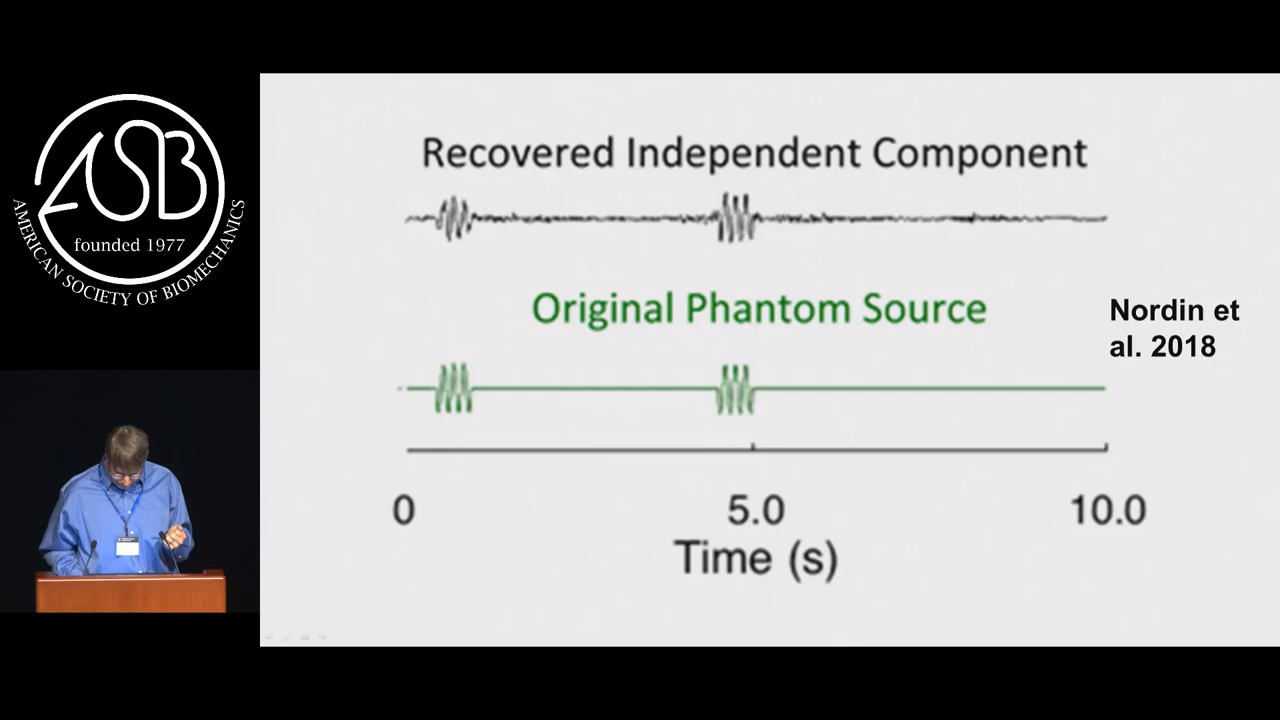 ASB
founded 1977
AMERICAN SOCIETY OF BIOMECHANICS
Recovered Independent Component
Original Phantom Source
Nordin et
al. 2018
0 5.0 10.0
Time (s)